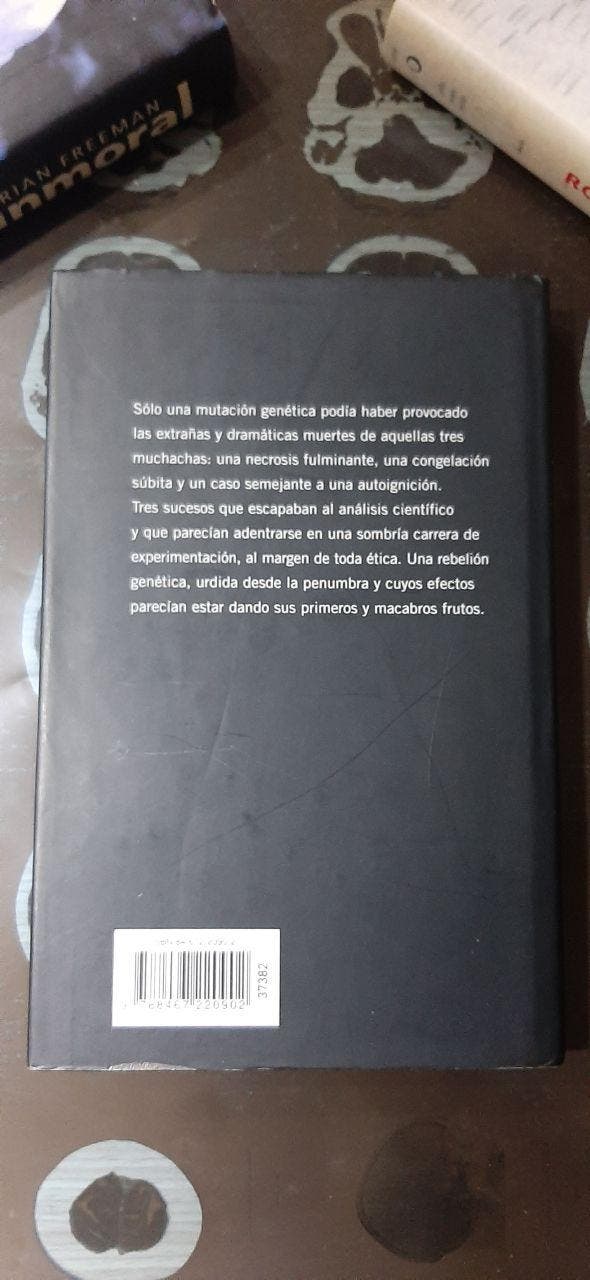 RIAN FREEMAN
nmoral
RO
Sólo una mutación genética podía haber provocado
las extrañas y dramáticas muertes de aquellas tres
muchachas: una necrosis fulminante, una congelación
súbita y un caso semejante a una autoignición.
Tres sucesos que escapaban al análisis científico
y que parecían adentrarse en una sombría carrera de
experimentación, al margen de toda ética. Una rebelión
genética, urdida desde la penumbra y cuyos efectos
parecían estar dando sus primeros y macabros frutos.
9 788467 220902
37382